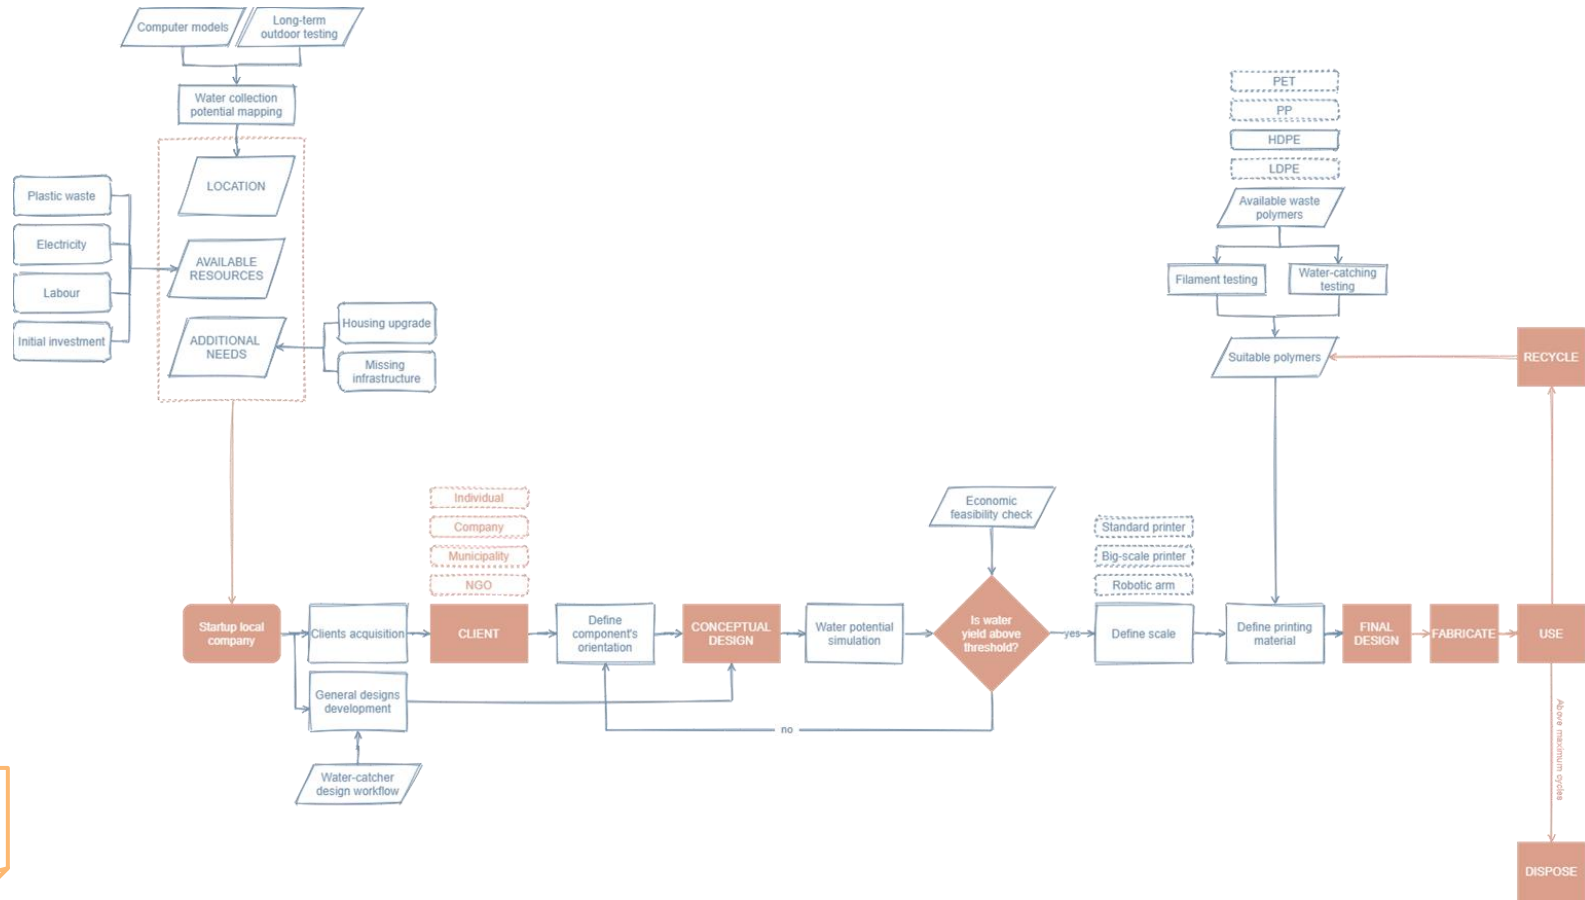 Computer models
Long-term
outdoor testing
Water collection
potential mapping
LOCATION
Plastic waste
Electricity
Labour
Initial investment
AVAILABLE
RESOURCES
ADDITIONAL
NEEDS
Housing upgrade
Missing
infrastructure
PET
PP
HDPE
LDPE
Available waste
polymers
Filament testing
Water-catching
testing
Suitable polymers
RECYCLE
Individual
Company
Municipality
NGO
Economic
feasibility check
Standard printer
Big-scale printer
Robotic arm
Startup local
company
Clients acquisition
CLIENT
Define
component's
orientation
CONCEPTUAL
DESIGN
Water potential
simulation
Is water
yield above
threshold?
yes
Define scale
Define printing
material
FINAL
DESIGN
FABRICATE
USE
General designs
development
no
Water-catcher
design workflow
Above maximum cycles
DISPOSE